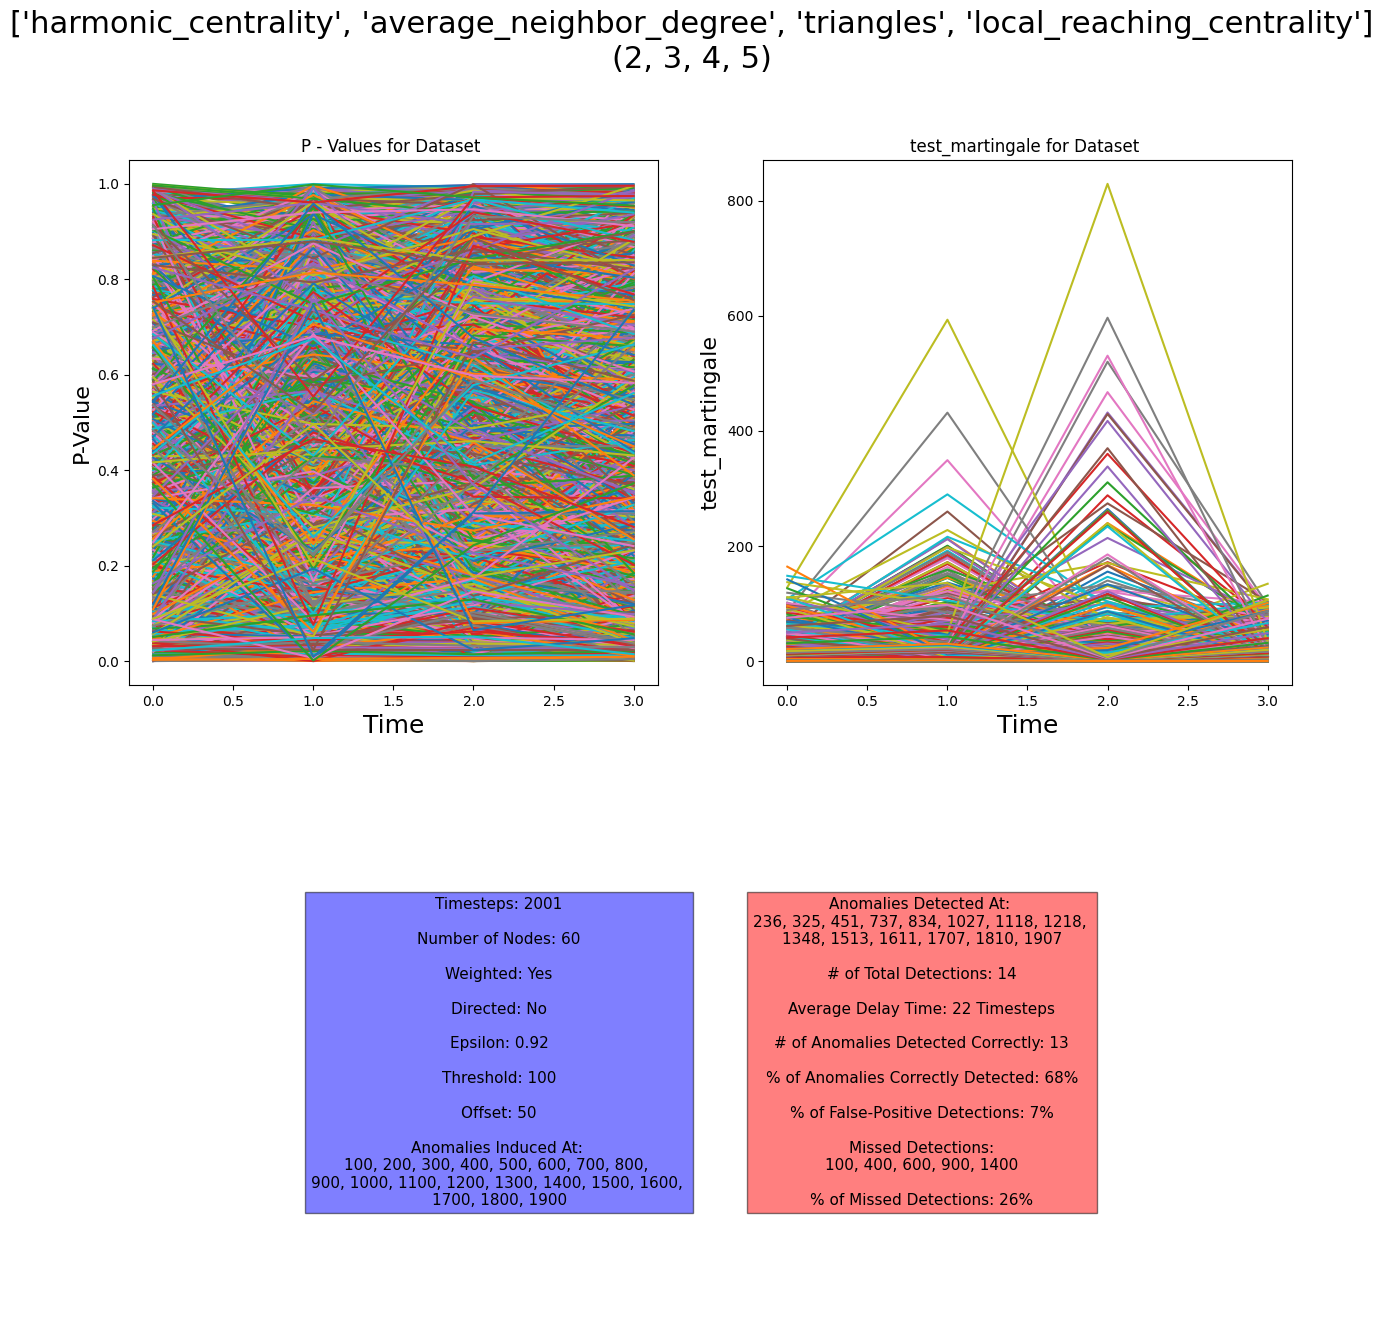 ['harmonic_centrality', 'average_neighbor_degree', 'triangles', 'local_reaching_centrality']
(2, 3, 4, 5)
P - Values for Dataset
1.0
0.8
0.6
0.4
0.2
0.0
P-Value
0.0 0.5 1.0 1.5 2.0 2.5 3.0
Time
test_martingale for Dataset
800
600
400
200
0
test_martingale
0.0 0.5 1.0 1.5 2.0 2.5 3.0
Time
Timesteps: 2001
Number of Nodes: 60
Weighted: Yes
Directed: No
Epsilon: 0.92
Threshold: 100
Offset: 50
Anomalies Induced At:
100, 200, 300, 400, 500, 600, 700, 800,
900, 1000, 1100, 1200, 1300, 1400, 1500, 1600,
1700, 1800, 1900
Anomalies Detected At:
236, 325, 451, 737, 834, 1027, 1118, 1218,
1348, 1513, 1611, 1707, 1810, 1907
# of Total Detections: 14
Average Delay Time: 22 Timesteps
# of Anomalies Detected Correctly: 13
% of Anomalies Correctly Detected: 68%
% of False-Positive Detections: 7%
Missed Detections:
100, 400, 600, 900, 1400
% of Missed Detections: 26%